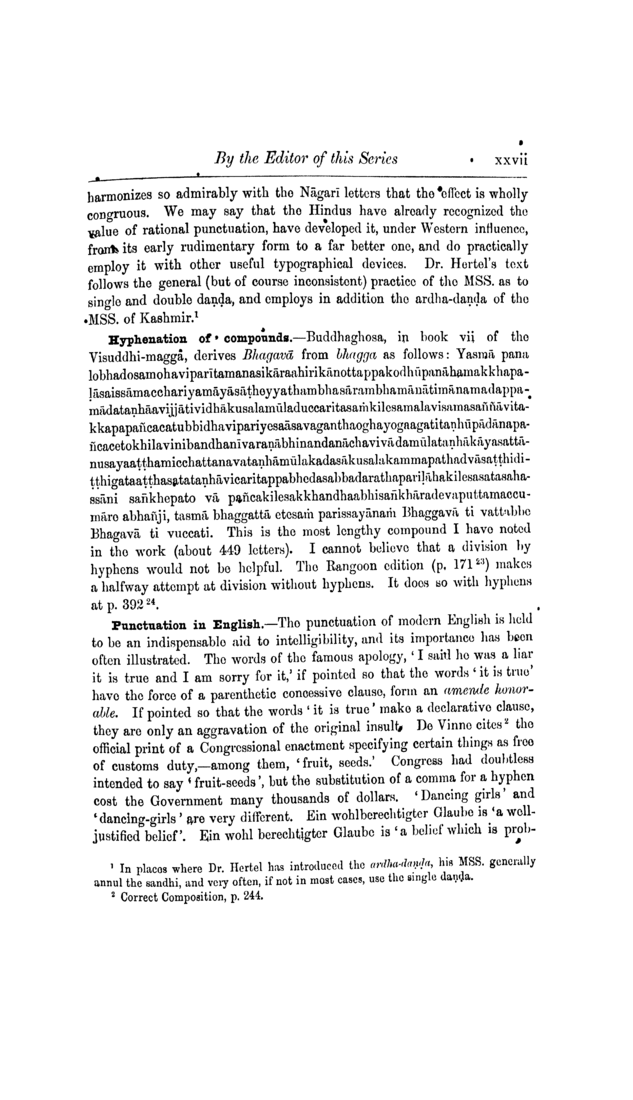 By the Editor of this Series xxvii
harmonizes so admirably with the Nāgarī letters that the effect is wholly
congruous. We may say that the Hindus have already recognized the
value of rational punctuation, have developed it, under Western influence,
from its early rudimentary form to a far better one, and do practically
employ it with other useful typographical devices. Dr. Hertel's text
follows the general (but of course inconsistent) practice of the MSS. as to
single and double daṇḍa, and employs in addition the ardha-daṇḍa of the
MSS. of Kashmir.¹
Hyphenation of compounds.—Buddhaghosa, in book vii of the
Visuddhi-magga, derives Bhagavā from bhagga as follows: Yasmā pana
lobhadosamohaviparītamanasikāraahirikānottappakodhūpanāhamakkhapa-
ḷāsaissāmacchariyamāyāsāṭheyyathambhasārambhamānātimānamadappa-
mādataṇhāavijjātividhākusalamūladuccaritasaṁkilesamalavisamasaññāvita-
kkapapañcacatubbidhavipariyesaāsavaganthaoghayogaagatitaṇhūpādānapa-
ñcacetokhilavinibandhanīvaraṇābhinandanāchavivādamūlataṇhākāyasattā-
nusayaaṭṭhamicchattanavataṇhāmūlakadasākusalakammapathadvāsaṭṭhidi-
ṭṭhigataaṭṭhasatataṇhāvicaritappabhedasabbadarathapariḷāhakilesasatasaha-
ssāni saṅkhepato vā pañcakilesakkhandhaabhisaṅkhāradevaputtamaccu-
māre abhañji, tasmā bhaggattā etesaṁ parissayānaṁ Bhaggavā ti vattabbe
Bhagavā ti vuccati. This is the most lengthy compound I have noted
in the work (about 449 letters). I cannot believe that a division by
hyphens would not be helpful. The Rangoon edition (p. 171²³) makes
a halfway attempt at division without hyphens. It does so with hyphens
at p. 392²⁴.
Punctuation in English.—The punctuation of modern English is held
to be an indispensable aid to intelligibility, and its importance has been
often illustrated. The words of the famous apology, 'I said he was a liar
it is true and I am sorry for it,' if pointed so that the words 'it is true'
have the force of a parenthetic concessive clause, form an amende honor-
able. If pointed so that the words 'it is true' make a declarative clause,
they are only an aggravation of the original insult. De Vinne cites² the
official print of a Congressional enactment specifying certain things as free
of customs duty,—among them, 'fruit, seeds.' Congress had doubtless
intended to say 'fruit-seeds', but the substitution of a comma for a hyphen
cost the Government many thousands of dollars. 'Dancing girls' and
'dancing-girls' are very different. Ein wohlberechtigter Glaube is 'a well-
justified belief'. Ein wohl berechtigter Glaube is 'a belief which is prob-
¹ In places where Dr. Hertel has introduced the ardha-daṇḍa, his MSS. generally
annul the sandhi, and very often, if not in most cases, use the single daṇḍa.
² Correct Composition, p. 244.